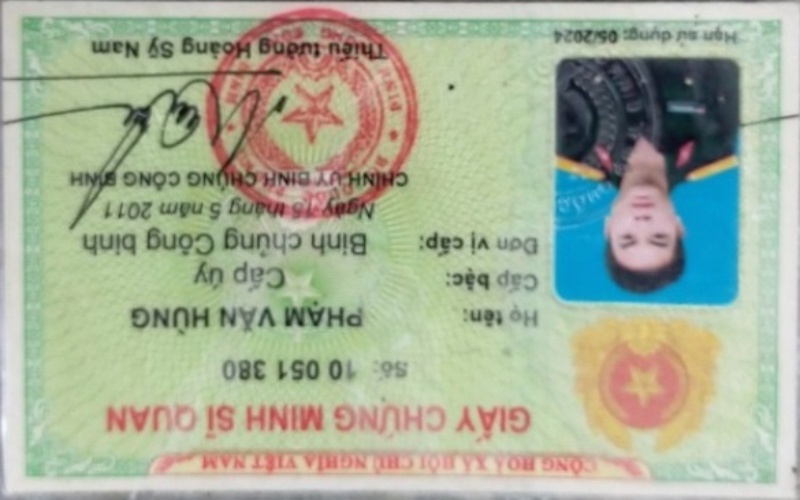 CỘNG HOÀ XÃ HỘI CHỦ NGHĨA VIỆT NAM
GIẤY CHỨNG MINH SĨ QUAN
Số: 10 051 380
Họ tên: PHẠM VĂN HÙNG
Cấp bậc: Cấp úy
Đơn vị cấp: Binh chủng Công binh
Ngày 15 tháng 5 năm 2011
CHÍNH ỦY BINH CHỦNG CÔNG BINH
Thiếu tướng Hoàng Sỹ Nam
Hạn sử dụng: 05/2024